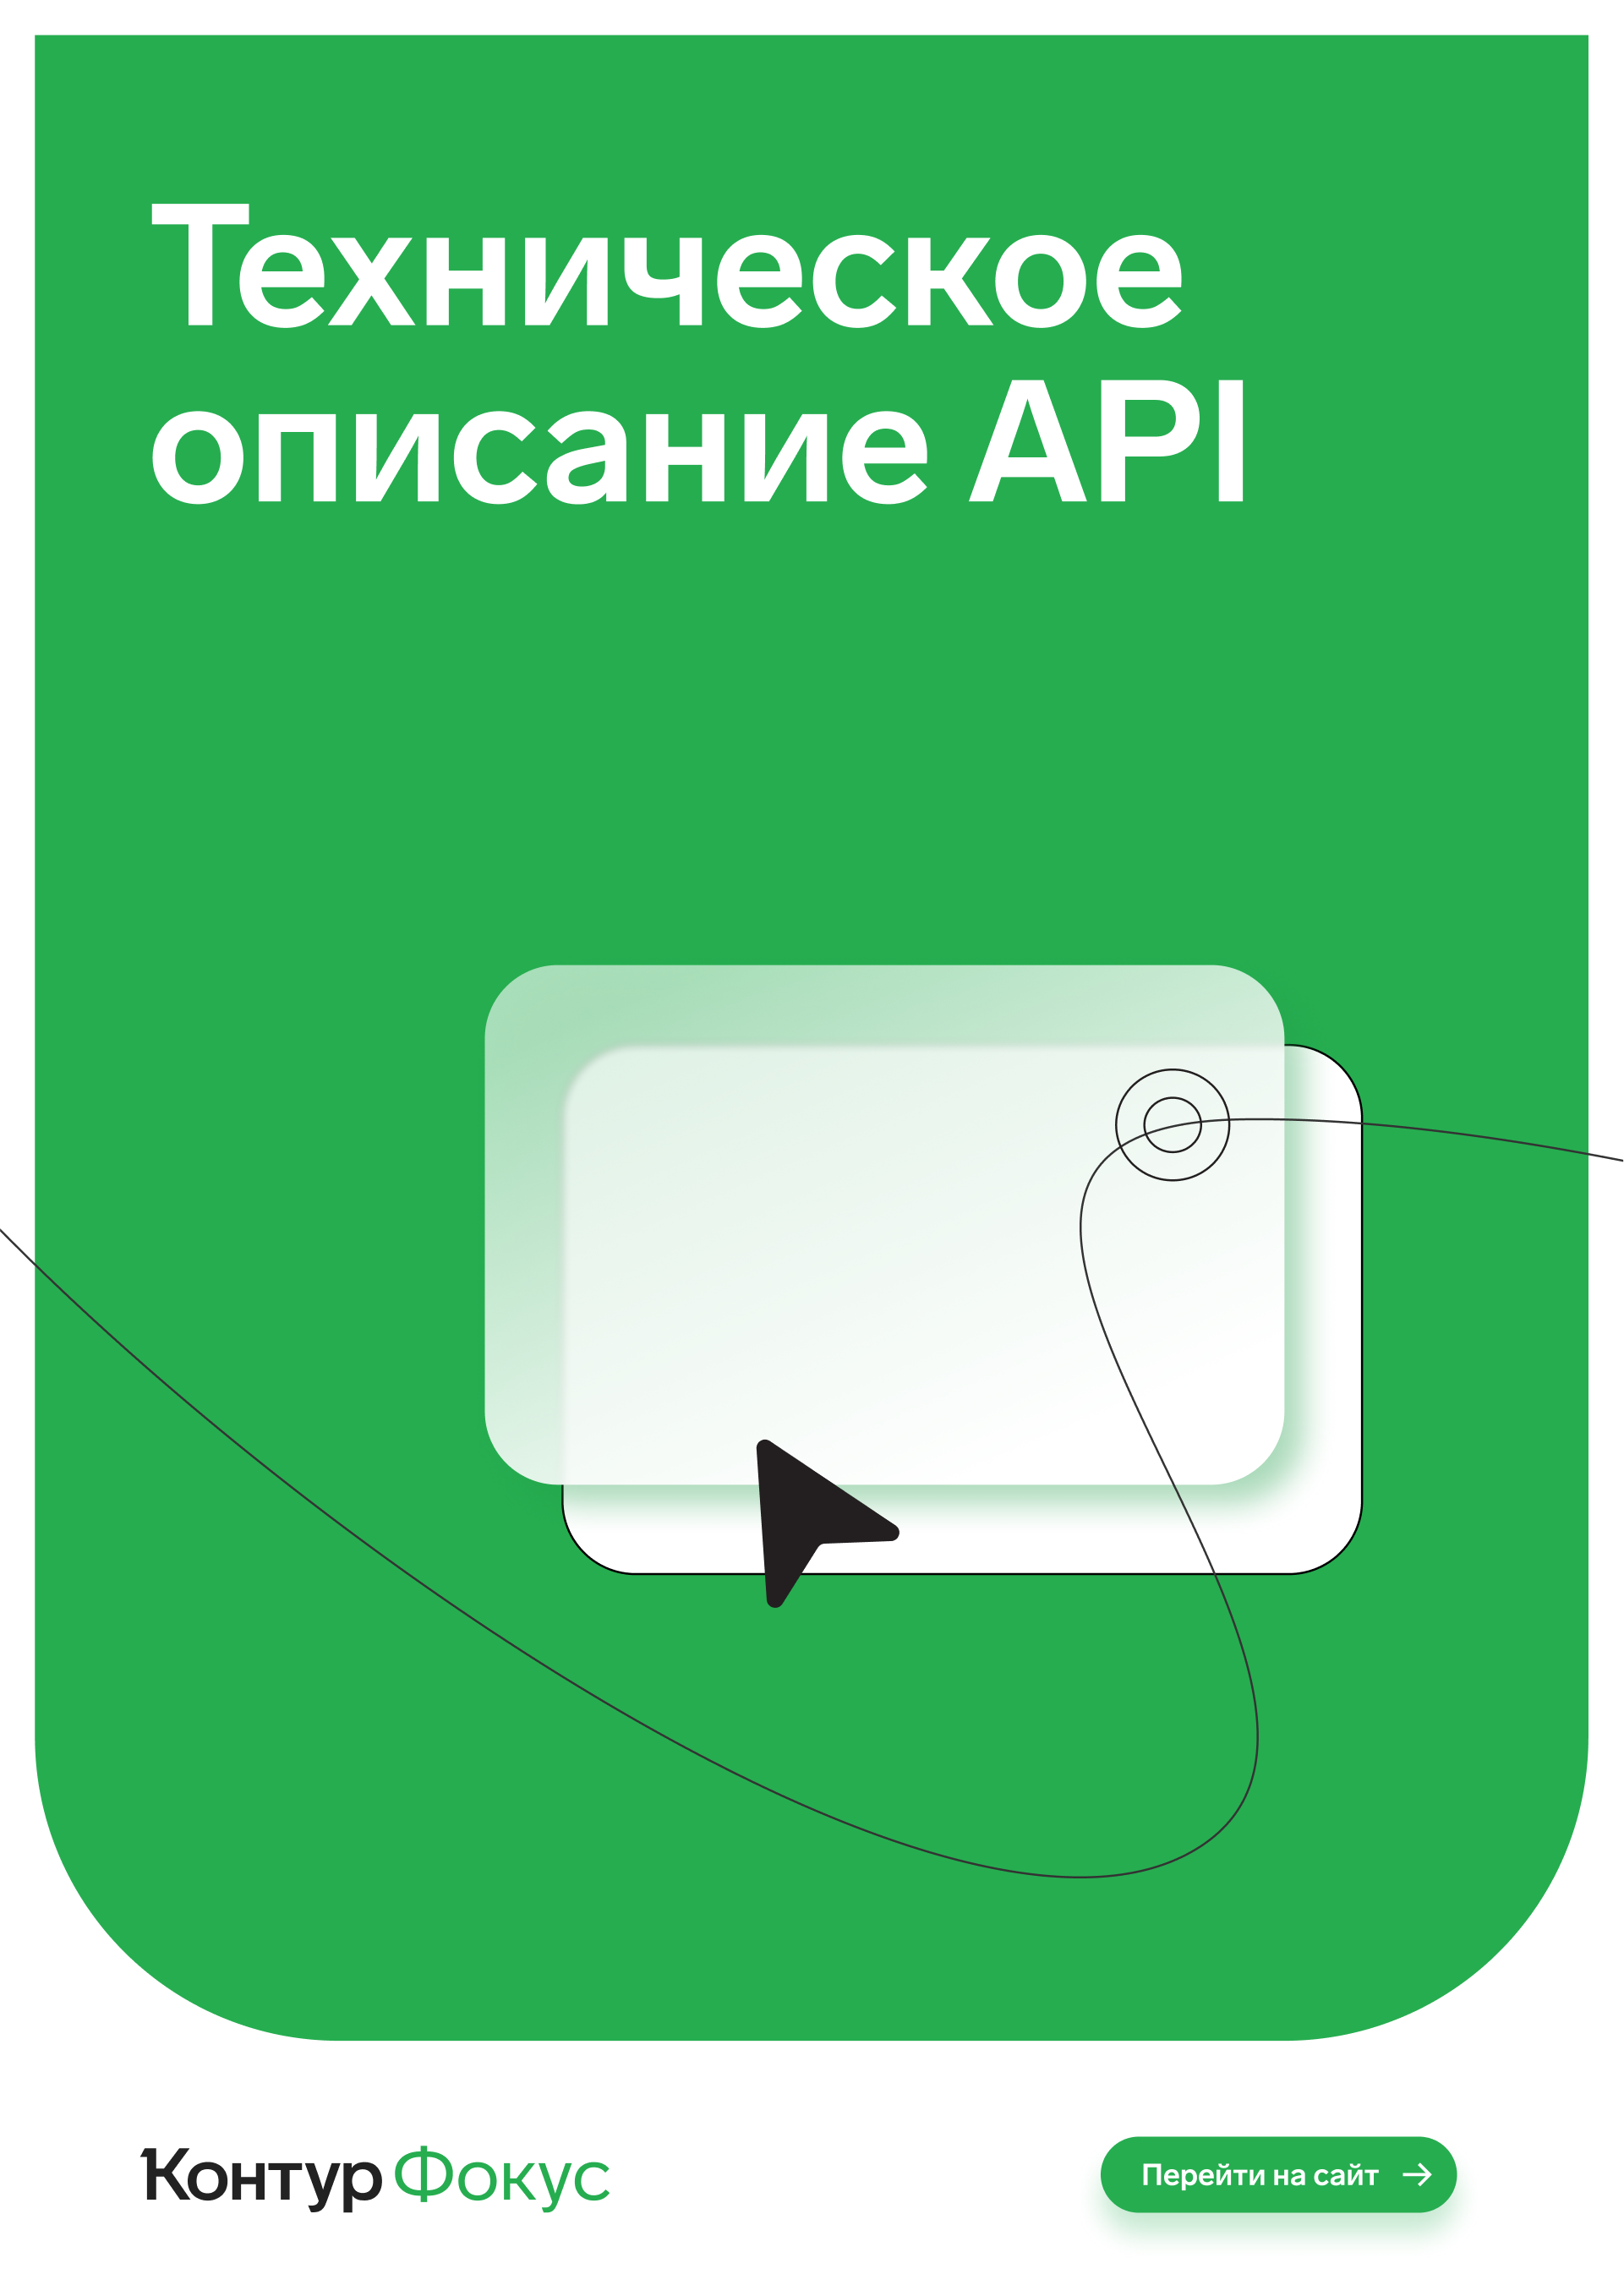 Техническое
описание API
Контур Фокус
Перейти на сайт